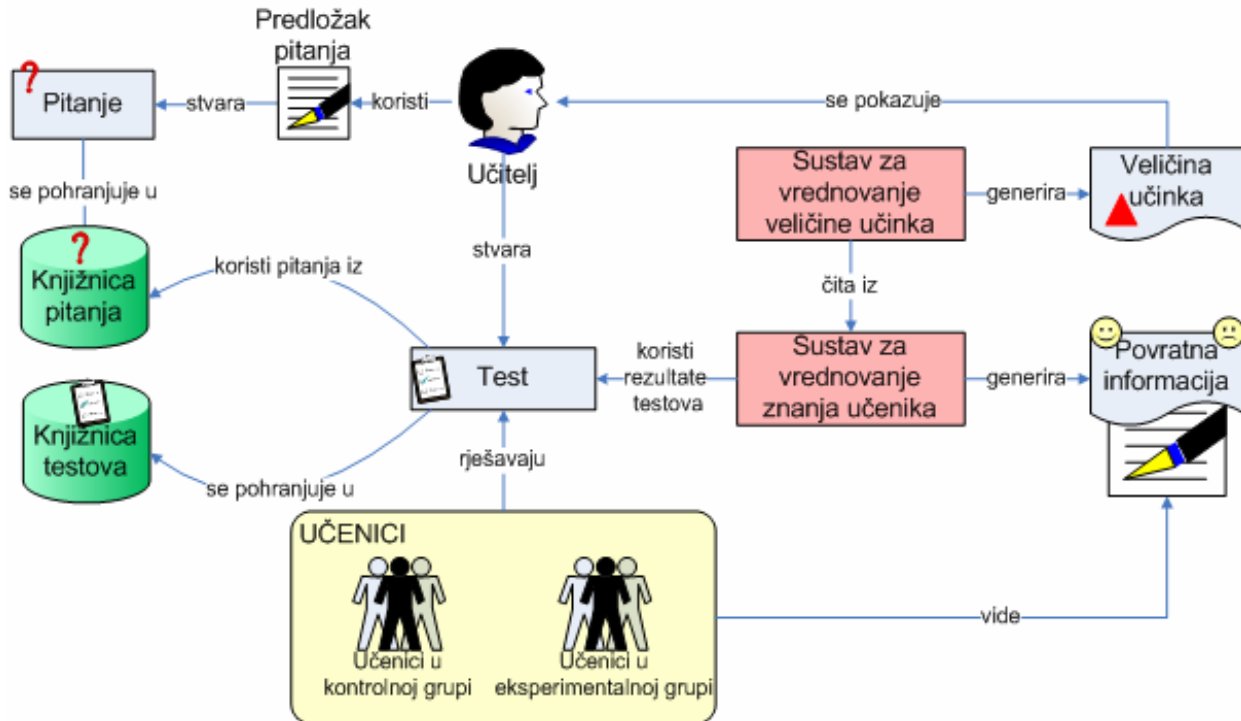 Predložak
pitanja
Pitanje
stvara
koristi
Učitelj
se pokazuje
Sustav za
vrednovanje
veličine učinka
generira
Veličina
učinka
se pohranjuje u
Knjižnica
pitanja
koristi pitanja iz
stvara
čita iz
Test
koristi
rezultate
testova
Sustav za
vrednovanje
znanja učenika
generira
Povratna
informacija
Knjižnica
testova
se pohranjuje u
rješavaju
UČENICI
Učenici u
kontrolnoj grupi
Učenici u
eksperimentalnoj grupi
vide